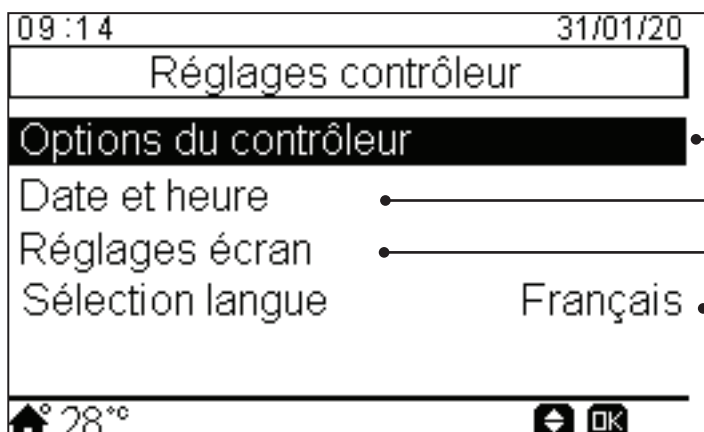 09:14 31/01/20
Réglages contrôleur
Options du contrôleur
Date et heure
Réglages écran
Sélection langue Français
28°c OK